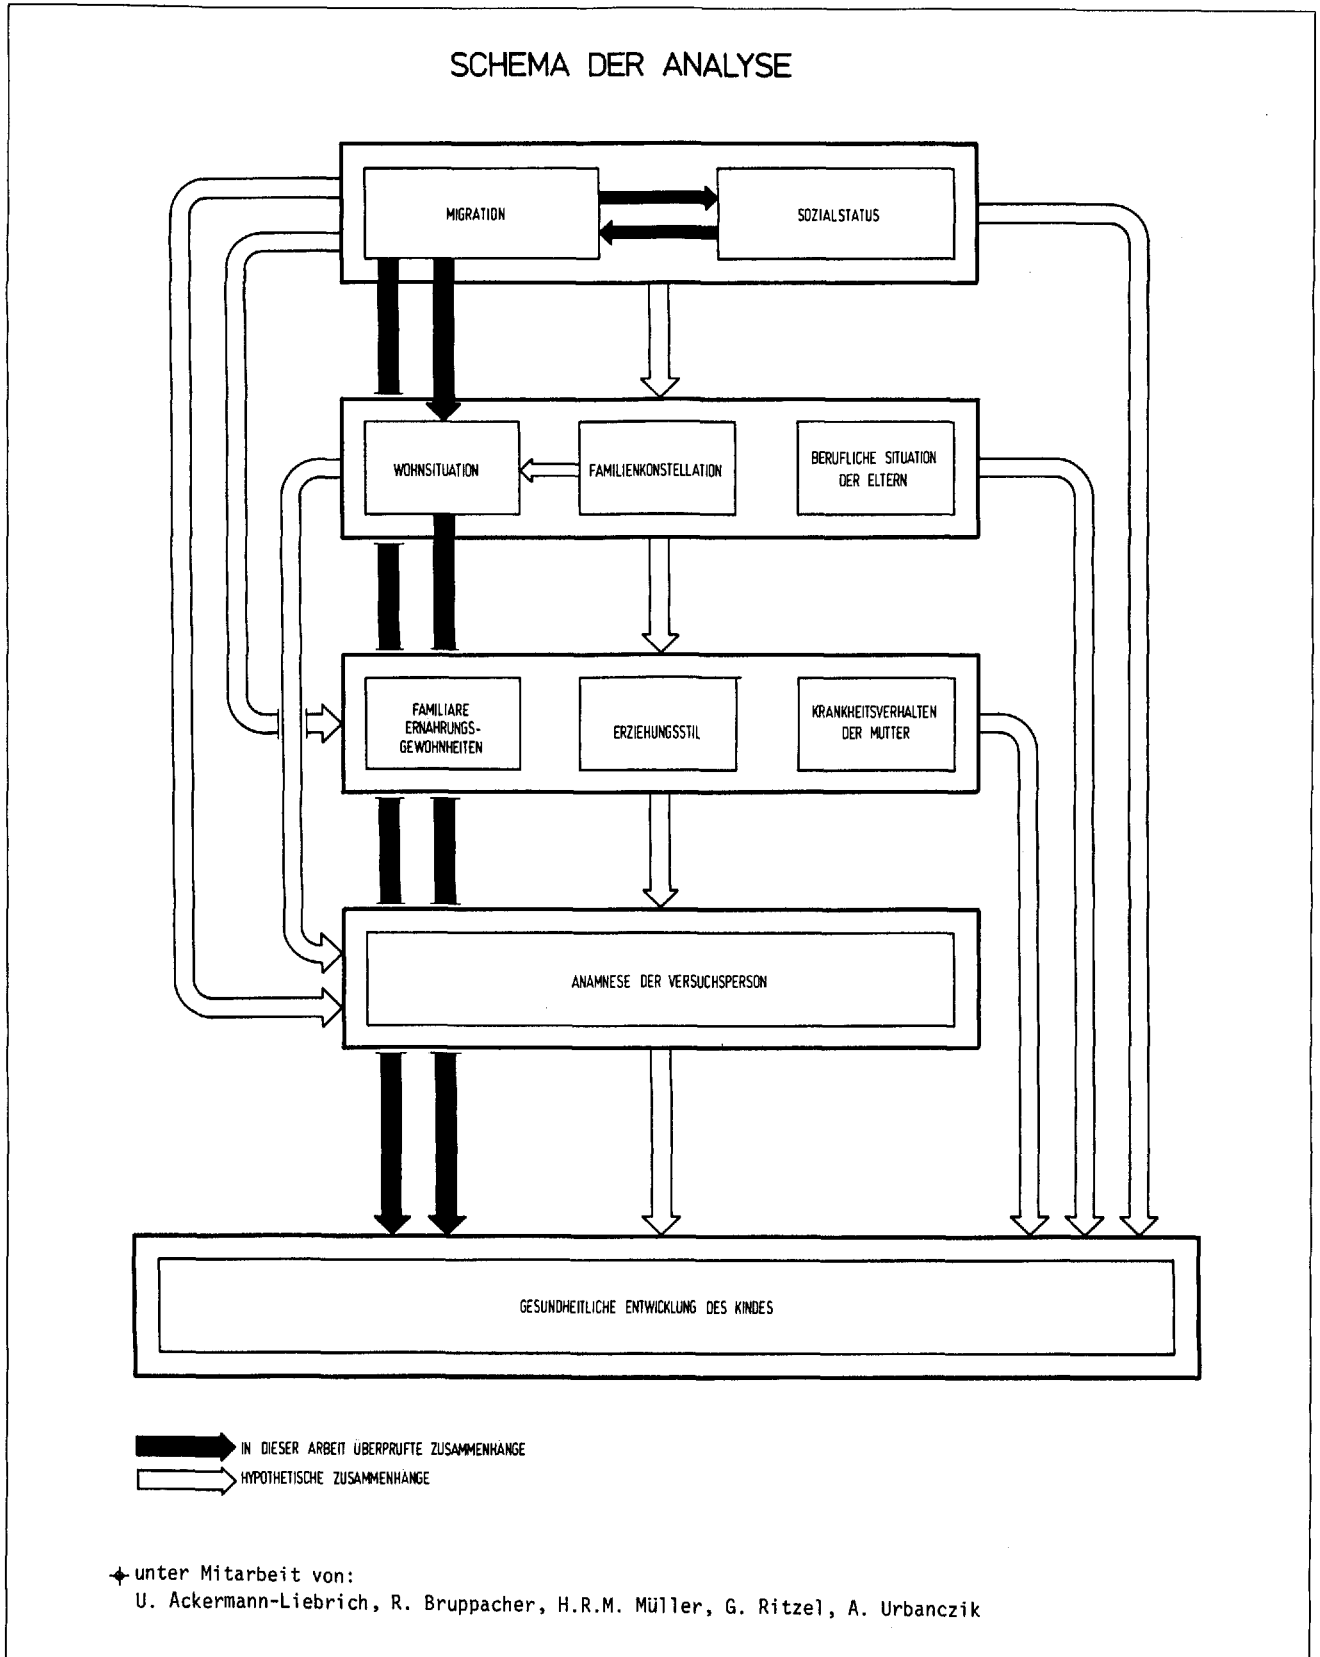 SCHEMA DER ANALYSE
MIGRATION
SOZIALSTATUS
WOHNSITUATION
FAMILIENKONSTELLATION
BERUFLICHE SITUATION
DER ELTERN
FAMILIARE
ERNAHRUNGS-
GEWOHNHEITEN
ERZIEHUNGSSTIL
KRANKHEITSVERHALTEN
DER MUTTER
ANAMNESE DER VERSUCHSPERSON
GESUNDHEITLICHE ENTWICKLUNG DES KINDES
IN DIESER ARBEIT ÜBERPRUFTE ZUSAMMENHÄNGE
HYPOTHETISCHE ZUSAMMENHÄNGE
unter Mitarbeit von:
U. Ackermann-Liebrich, R. Bruppacher, H.R.M. Müller, G. Ritzel, A. Urbanczik